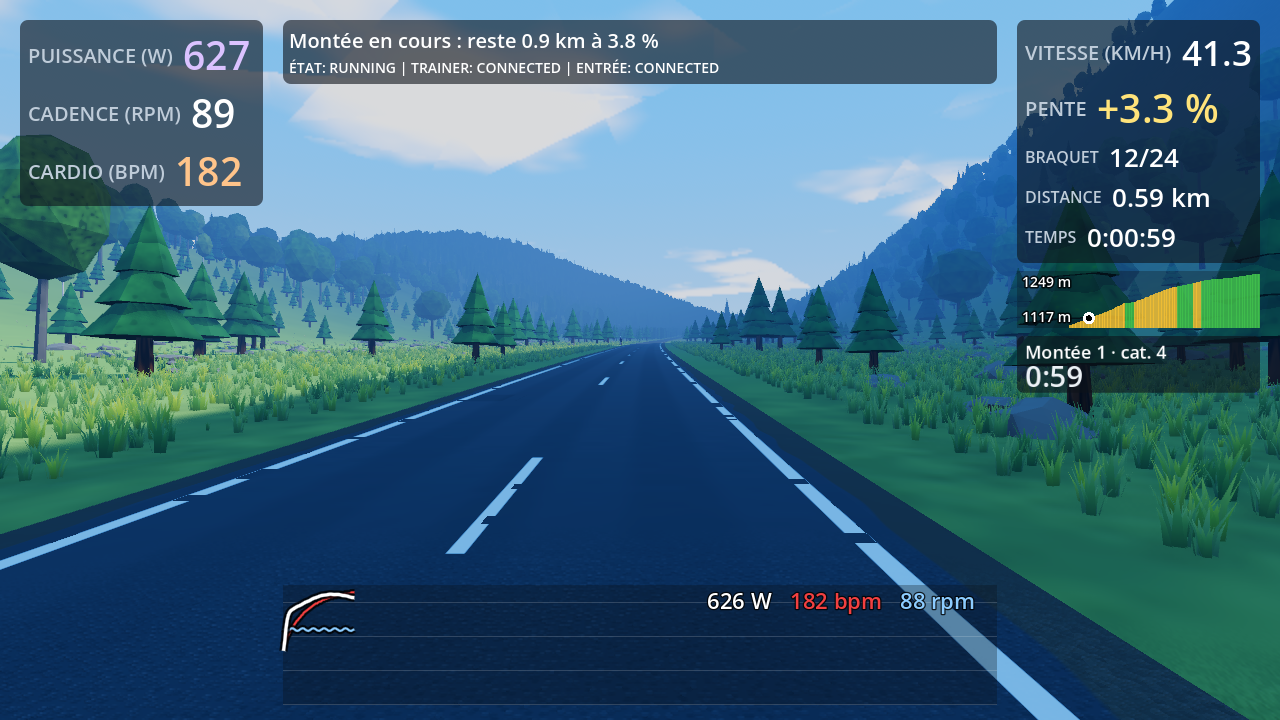 PUISSANCE (W) 627
CADENCE (RPM) 89
CARDIO (BPM) 182
Montée en cours : reste 0.9 km à 3.8 %
ÉTAT: RUNNING | TRAINER: CONNECTED | ENTRÉE: CONNECTED
VITESSE (KM/H) 41.3
PENTE +3.3 %
BRAQUET 12/24
DISTANCE 0.59 km
TEMPS 0:00:59
1249 m
1117 m
Montée 1 · cat. 4
0:59
626 W 182 bpm 88 rpm